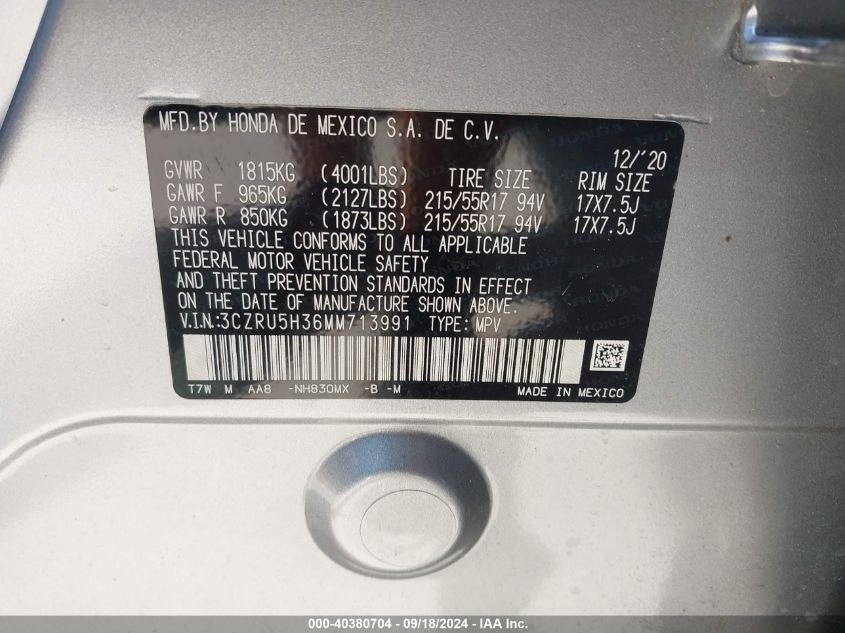 MFD.BY HONDA DE MEXICO S.A. DE C.V.
12/'20
GVWR 1815KG (4001LBS) TIRE SIZE RIM SIZE
GAWR F 965KG (2127LBS) 215/55R17 94V 17X7.5J
GAWR R 850KG (1873LBS) 215/55R17 94V 17X7.5J
THIS VEHICLE CONFORMS TO ALL APPLICABLE
FEDERAL MOTOR VEHICLE SAFETY
AND THEFT PREVENTION STANDARDS IN EFFECT
ON THE DATE OF MANUFACTURE SHOWN ABOVE.
V.I.N:3CZRU5H36MM713991 TYPE: MPV
T7W M AA8 -NH830MX -B -M MADE IN MEXICO
000-40380704 - 09/18/2024 - IAA Inc.